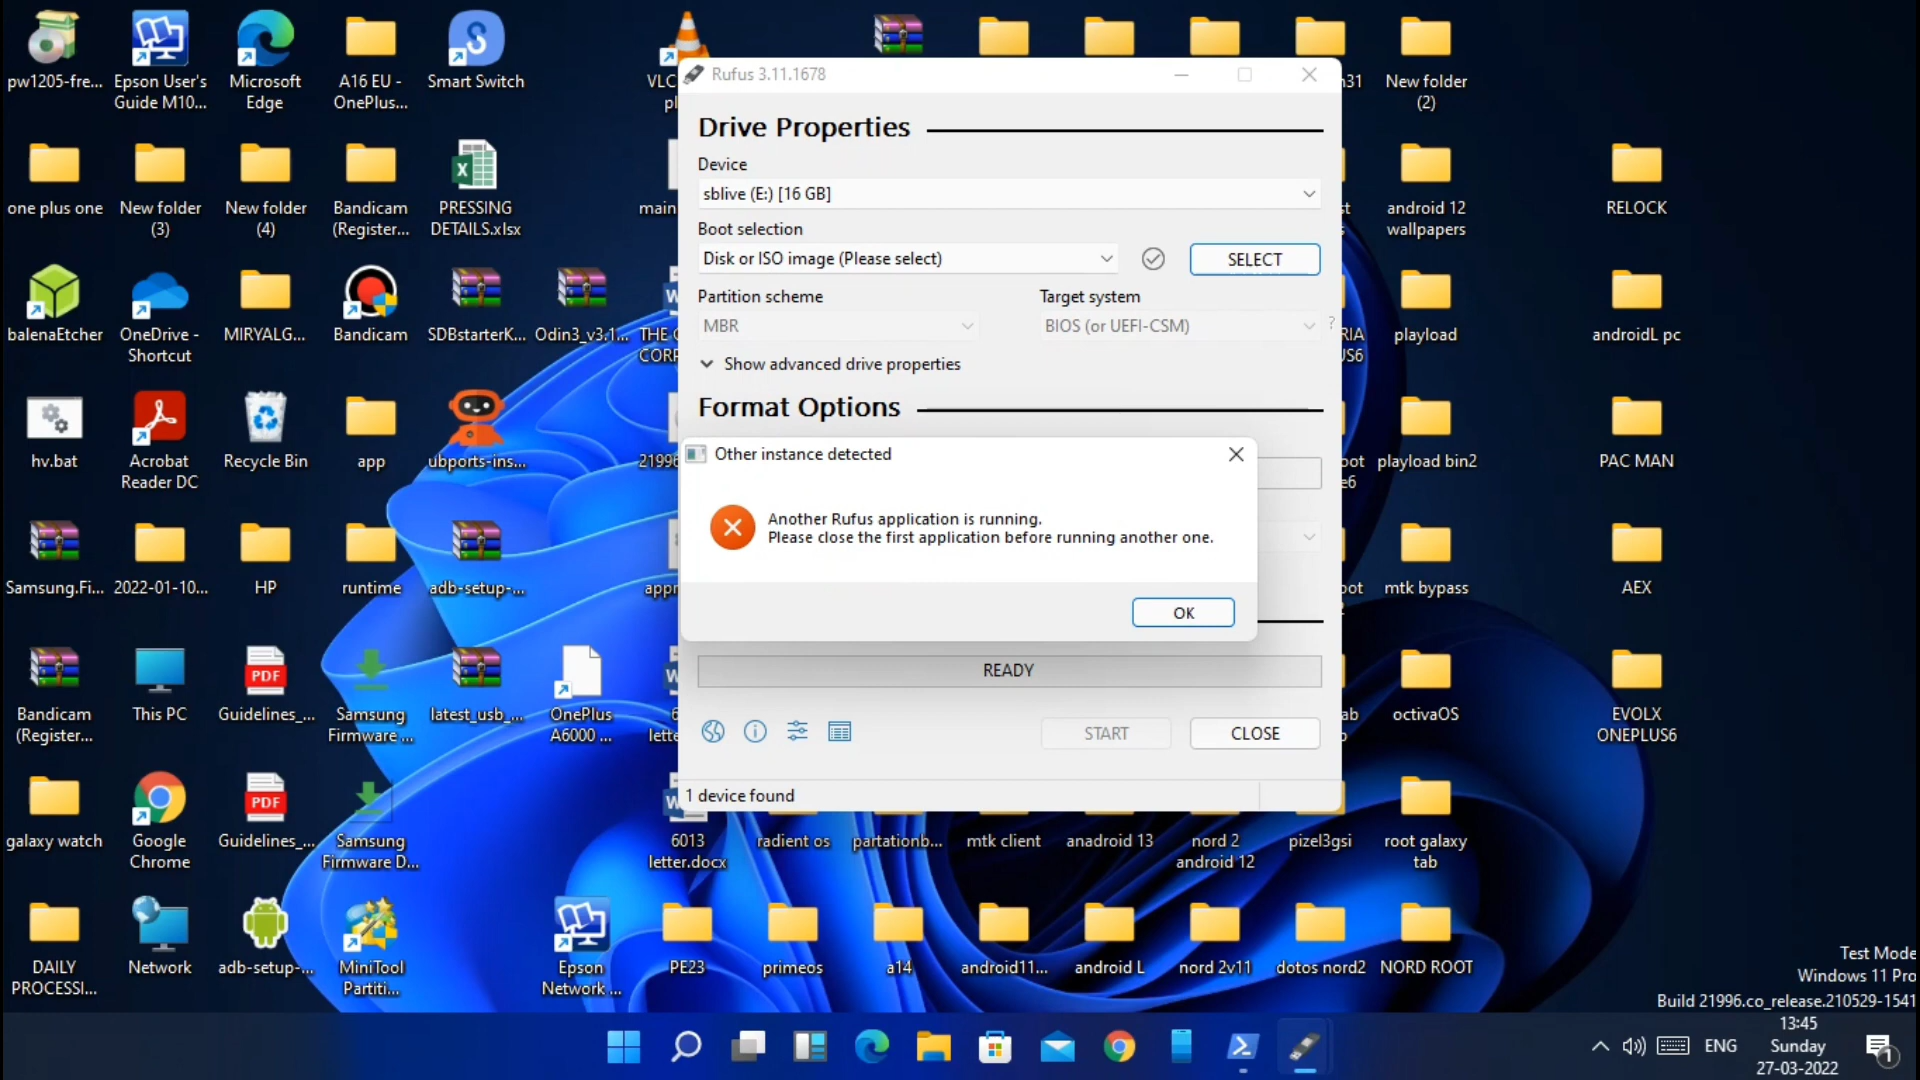 pw1205-fre...
Epson User's
Guide M10...
Microsoft
Edge
A16 EU -
OnePlus...
Smart Switch
VLC
pl
Rufus 3.11.1678
New folder
(2)
Drive Properties
Device
sblive (E:) [16 GB]
Boot selection
Disk or ISO image (Please select)
SELECT
Partition scheme
Target system
MBR
BIOS (or UEFI-CSM)
?
Show advanced drive properties
Format Options
Other instance detected
Another Rufus application is running.
Please close the first application before running another one.
OK
READY
START
CLOSE
1 device found
one plus one
New folder
(3)
New folder
(4)
Bandicam
(Register...
PRESSING
DETAILS.xlsx
main
android 12
wallpapers
RELOCK
balenaEtcher
OneDrive -
Shortcut
MIRYALG...
Bandicam
SDBstarterK...
Odin3_v3.1...
playload
androidL pc
hv.bat
Acrobat
Reader DC
Recycle Bin
app
ubports-ins...
21996
playload bin2
PAC MAN
Samsung.Fi...
2022-01-10...
HP
runtime
adb-setup-...
mtk bypass
AEX
Bandicam
(Register...
This PC
Guidelines_...
Samsung
Firmware ...
latest_usb_...
OnePlus
A6000 ...
octivaOS
EVOLX
ONEPLUS6
galaxy watch
Google
Chrome
Guidelines_...
Samsung
Firmware D...
6013
letter.docx
radient os
partationb...
mtk client
anadroid 13
nord 2
android 12
pizel3gsi
root galaxy
tab
DAILY
PROCESSI...
Network
adb-setup-...
MiniTool
Partiti...
Epson
Network ...
PE23
primeos
a14
android11...
android L
nord 2v11
dotos nord2
NORD ROOT
Test Mode
Windows 11 Pro
Build 21996.co_release.210529-1541
ENG
13:45
Sunday
27-03-2022
1